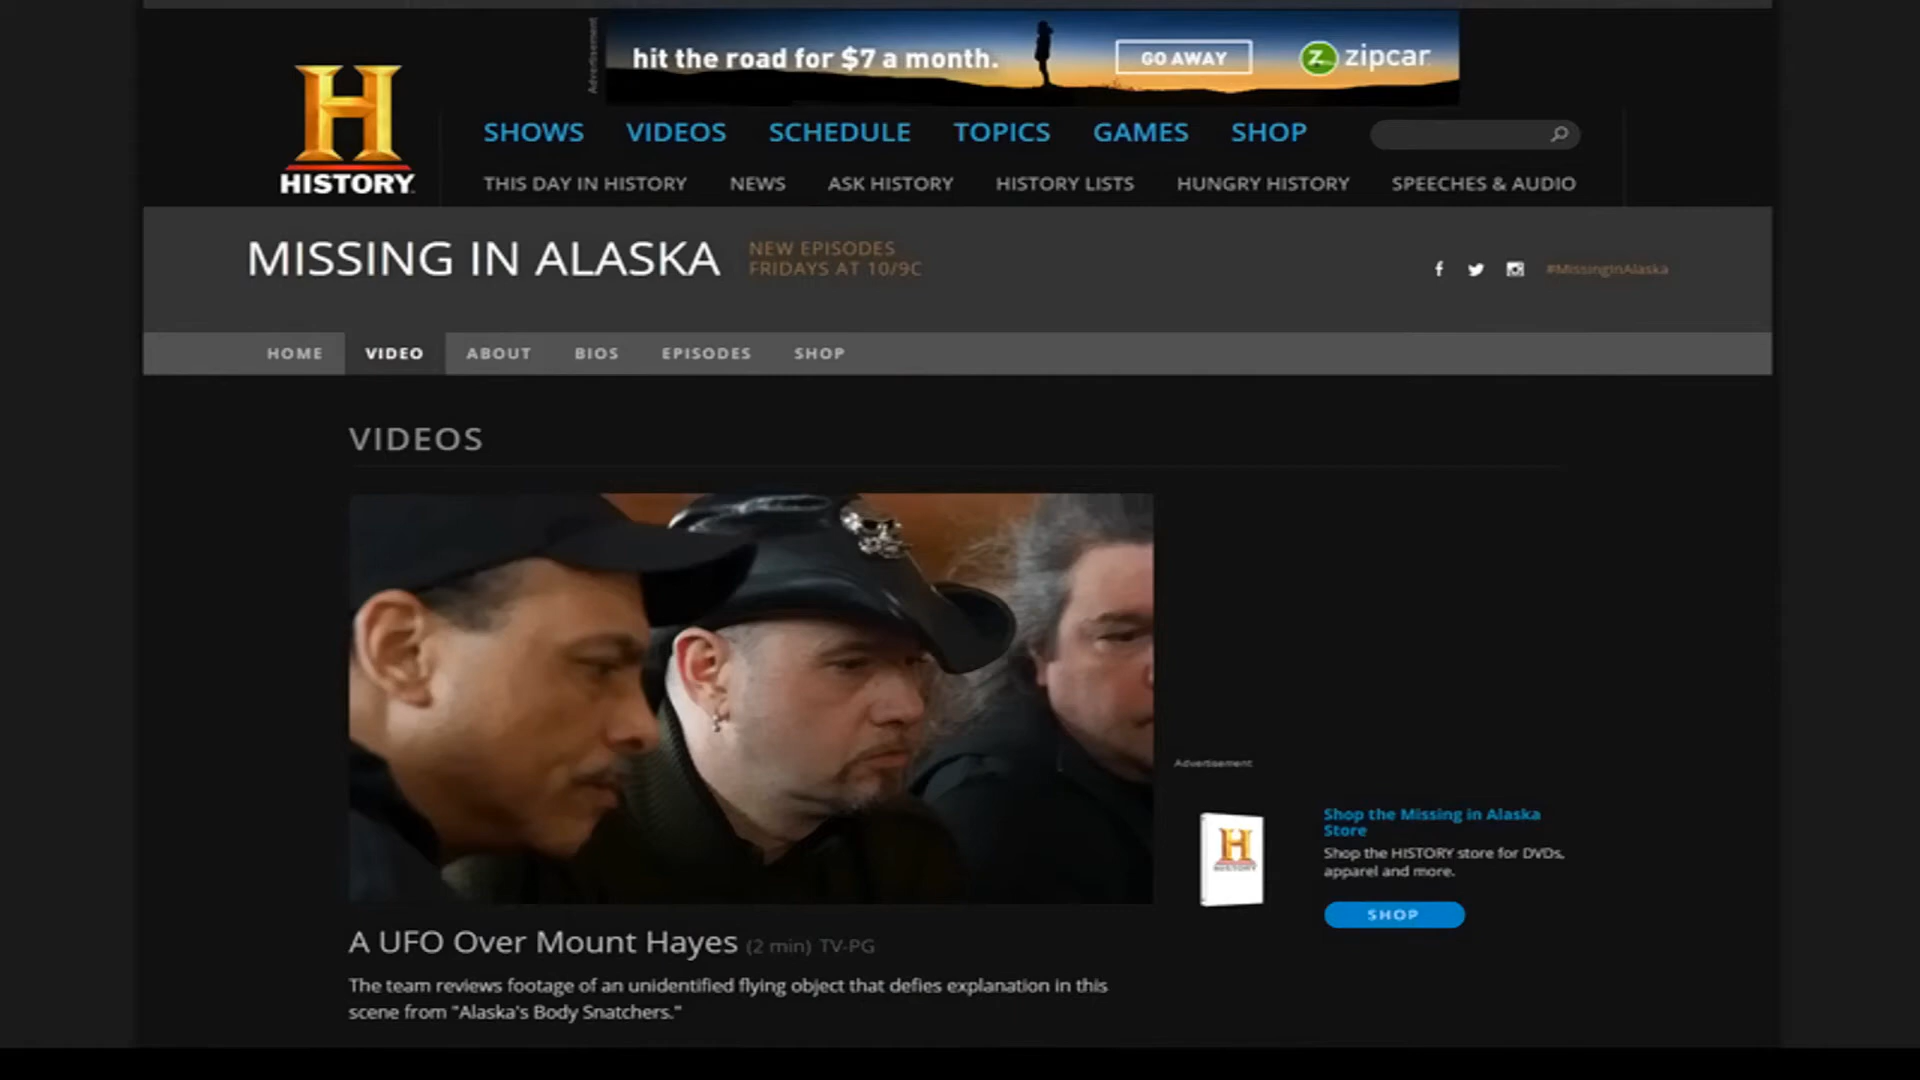 Advertisement
hit the road for $7 a month.
GO AWAY
Z zipcar
H
HISTORY
SHOWS VIDEOS SCHEDULE TOPICS GAMES SHOP
THIS DAY IN HISTORY NEWS ASK HISTORY HISTORY LISTS HUNGRY HISTORY SPEECHES & AUDIO
MISSING IN ALASKA
NEW EPISODES
FRIDAYS AT 10/9C
#MissingInAlaska
HOME VIDEO ABOUT BIOS EPISODES SHOP
VIDEOS
Advertisement
H
HISTORY
Shop the Missing in Alaska
Store
Shop the HISTORY store for DVDs,
apparel and more.
SHOP
A UFO Over Mount Hayes (2 min) TV-PG
The team reviews footage of an unidentified flying object that defies explanation in this
scene from "Alaska's Body Snatchers."